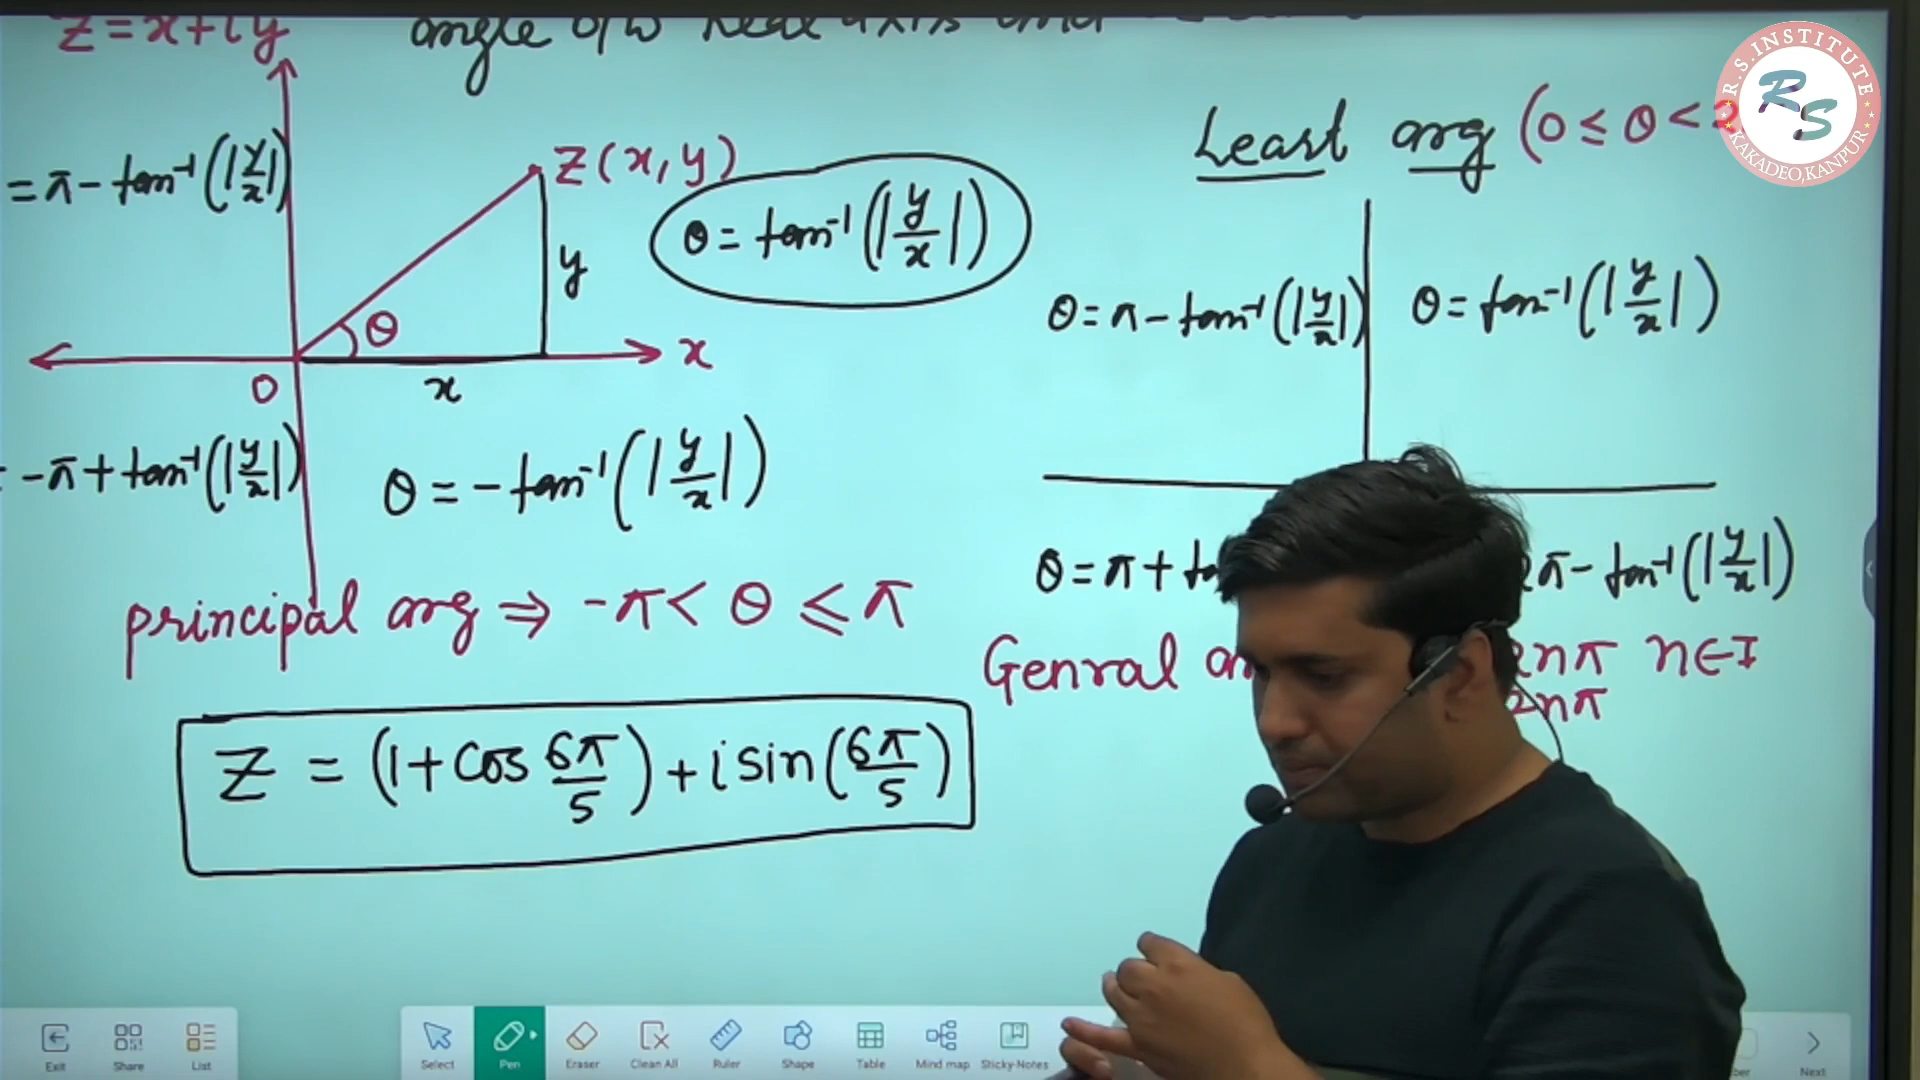 Z=x+iy angle b/w Real axis and
R.S.INSTITUTE
RS
KAKADEO,KANPUR
Least arg (0 ≤ θ <
= π - tan⁻¹(|y/x|)
Z(x,y)
θ = tan⁻¹(|y/x|)
y
θ
x
0
x
θ = π - tan⁻¹(|y/x|)
θ = tan⁻¹(|y/x|)
= -π + tan⁻¹(|y/x|)
θ = -tan⁻¹(|y/x|)
θ = π +
2π - tan⁻¹(|y/x|)
principal arg ⇒ -π < θ ≤ π
Genral 2nπ n∈I
2nπ
Z = (1+cos 6π/5) + i sin(6π/5)
Exit
Share
List
Select
Pen
Eraser
Clean All
Ruler
Shape
Table
Mind map
Sticky-Notes
Next